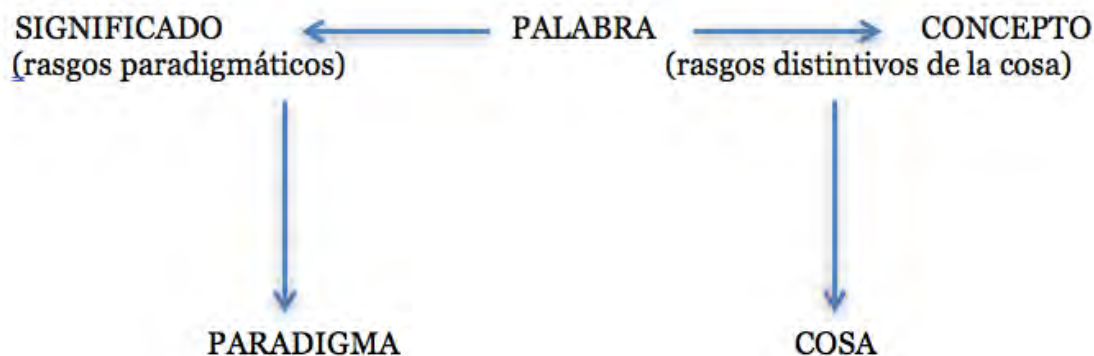 SIGNIFICADO PALABRA CONCEPTO
(rasgos paradigmáticos) (rasgos distintivos de la cosa)
PARADIGMA COSA